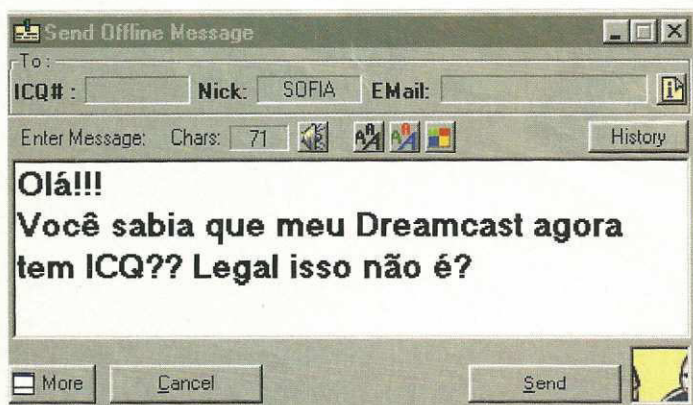 Send Offline Message
To:
ICQ#: Nick: SOFIA EMail:
Enter Message: Chars: 71 History
Olá!!!
Você sabia que meu Dreamcast agora
tem ICQ?? Legal isso não é?
More Cancel Send